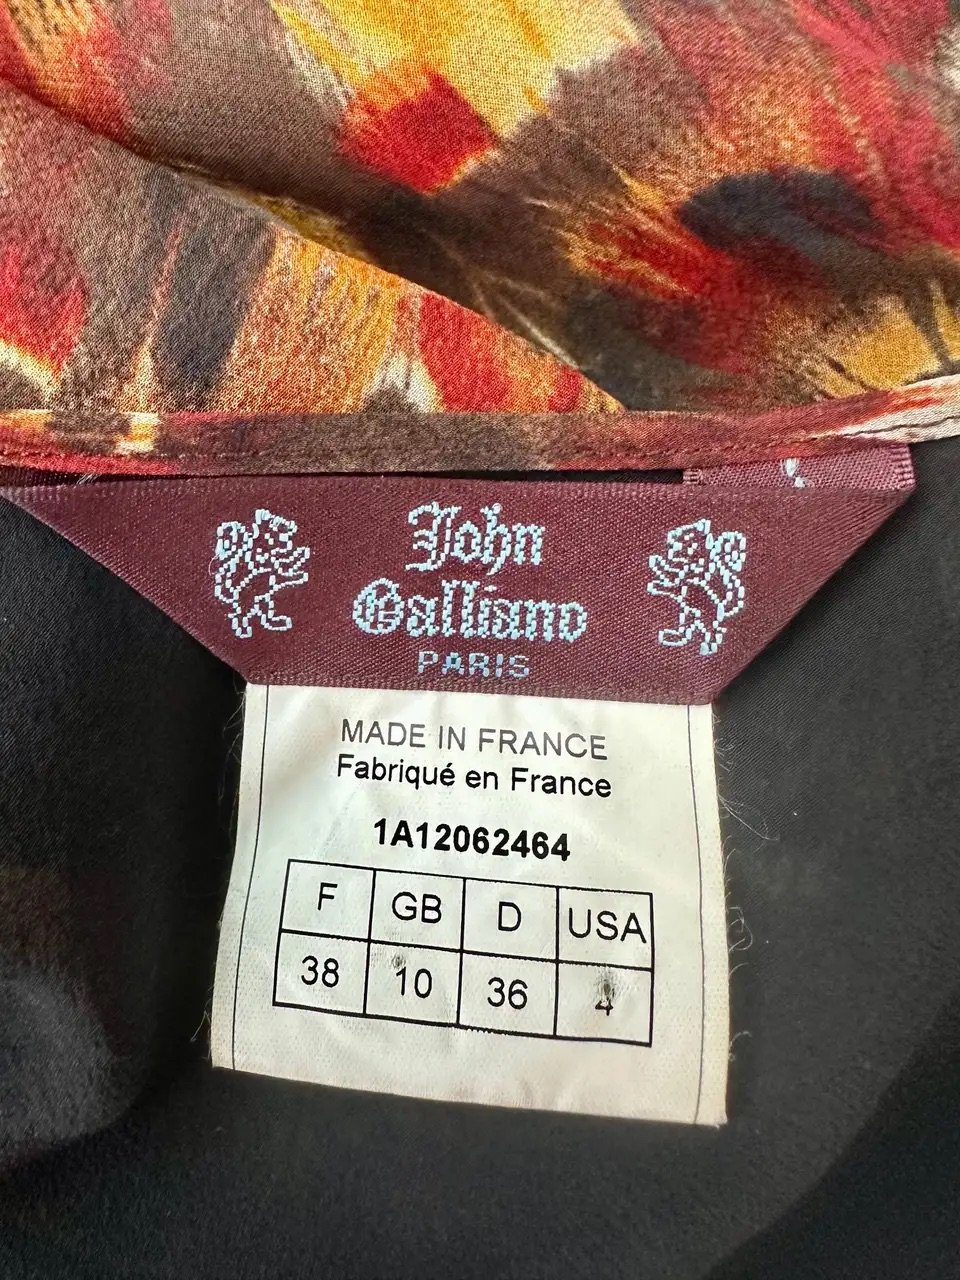 John
Galliano
PARIS
MADE IN FRANCE
Fabriqué en France
1A12062464
F GB D USA
38 10 36 4